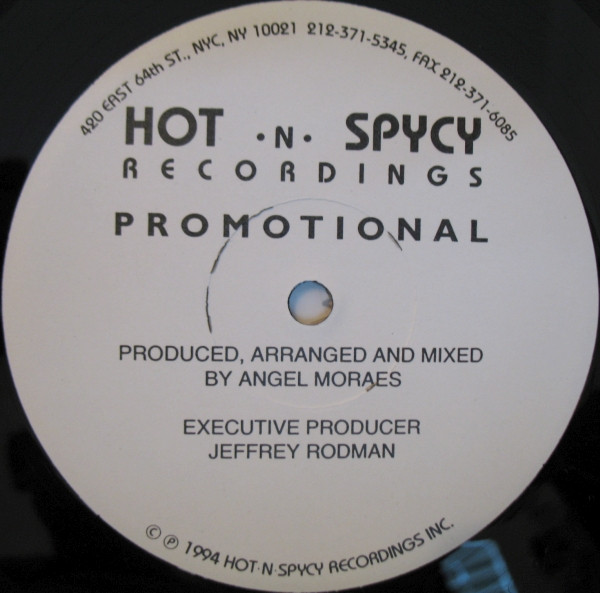 420 EAST 64th ST., NYC, NY 10021 212-371-5345, FAX 212-371-6085
HOT ·N· SPYCY
RECORDINGS
PROMOTIONAL
PRODUCED, ARRANGED AND MIXED
BY ANGEL MORAES
EXECUTIVE PRODUCER
JEFFREY RODMAN
© ℗ 1994 HOT·N·SPYCY RECORDINGS INC.